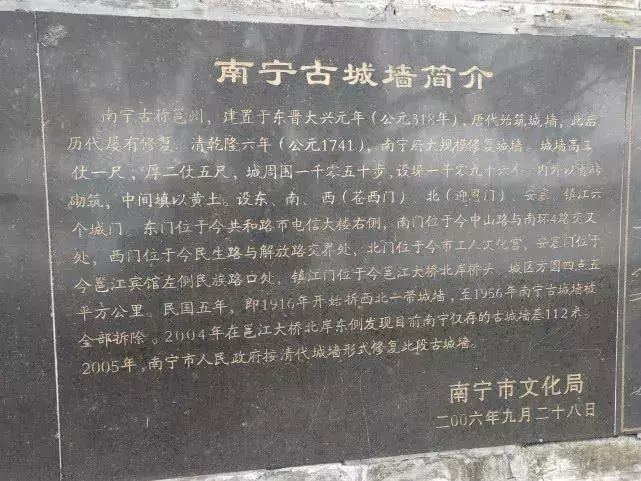 南宁古城墙简介
南宁古称邕州，建置于东晋大兴元年（公元318年），唐代始筑城墙，此后
历代屡有修复。清乾隆六年（公元1741），南宁府大规模修复城墙。城墙高二
仗一尺，厚二仗五尺，城周围一千零五十步，设垛一千零九十六个，内外以青砖
砌筑，中间填以黄土。设东、南、西（苍西门）、北（迎恩门）、安塞、镇江六
个城门。东门位于今共和路市电信大楼右侧，南门位于今中山路与南环4路交叉
处，西门位于今民生路与解放路交界处，北门位于今市工人文化宫，安塞门位于
今邕江宾馆左侧民族路口处，镇江门位于今邕江大桥北岸桥头。城区方圆四点五
平方公里。民国五年，即1916年开始拆西北一带城墙，至1956年南宁古城墙被
全部拆除。2004年在邕江大桥北岸东侧发现目前南宁仅存的古城墙基112米。
2005年，南宁市人民政府按清代城墙形式修复此段古城墙。
南宁市文化局
二00六年九月二十八日